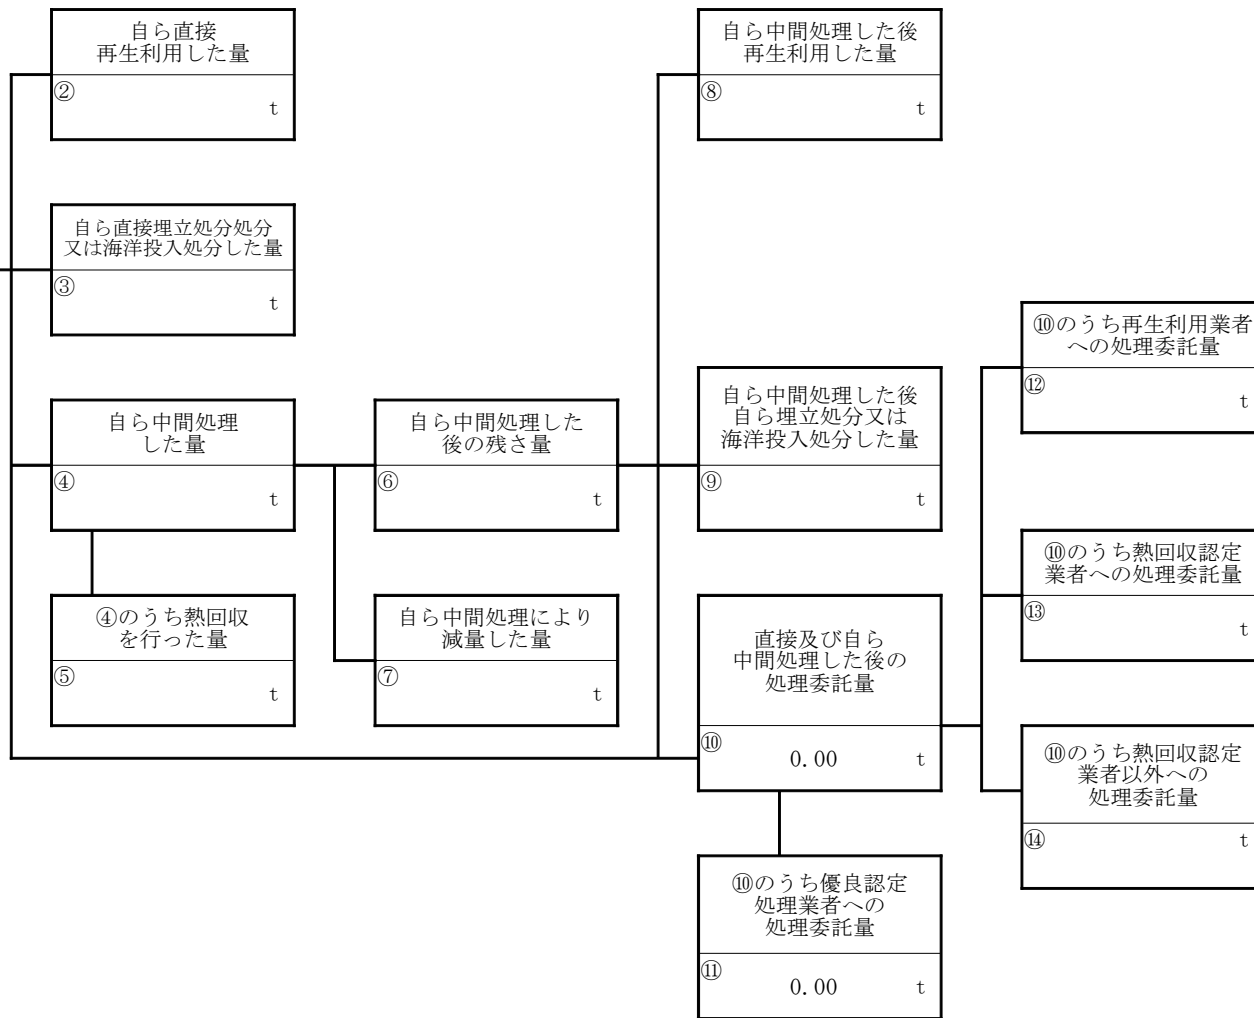 自ら直接
再生利用した量
②
t
自ら中間処理した後
再生利用した量
⑧
t
自ら直接埋立処分処分
又は海洋投入処分した量
③
t
⑩のうち再生利用業者
への処理委託量
⑫
t
自ら中間処理
した量
④
t
自ら中間処理した
後の残さ量
⑥
t
自ら中間処理した後
自ら埋立処分又は
海洋投入処分した量
⑨
t
⑩のうち熱回収認定
業者への処理委託量
⑬
t
④のうち熱回収
を行った量
⑤
t
自ら中間処理により
減量した量
⑦
t
直接及び自ら
中間処理した後の
処理委託量
⑩ 0.00 t
⑩のうち熱回収認定
業者以外への
処理委託量
⑭ t
⑩のうち優良認定
処理業者への
処理委託量
⑪ 0.00 t